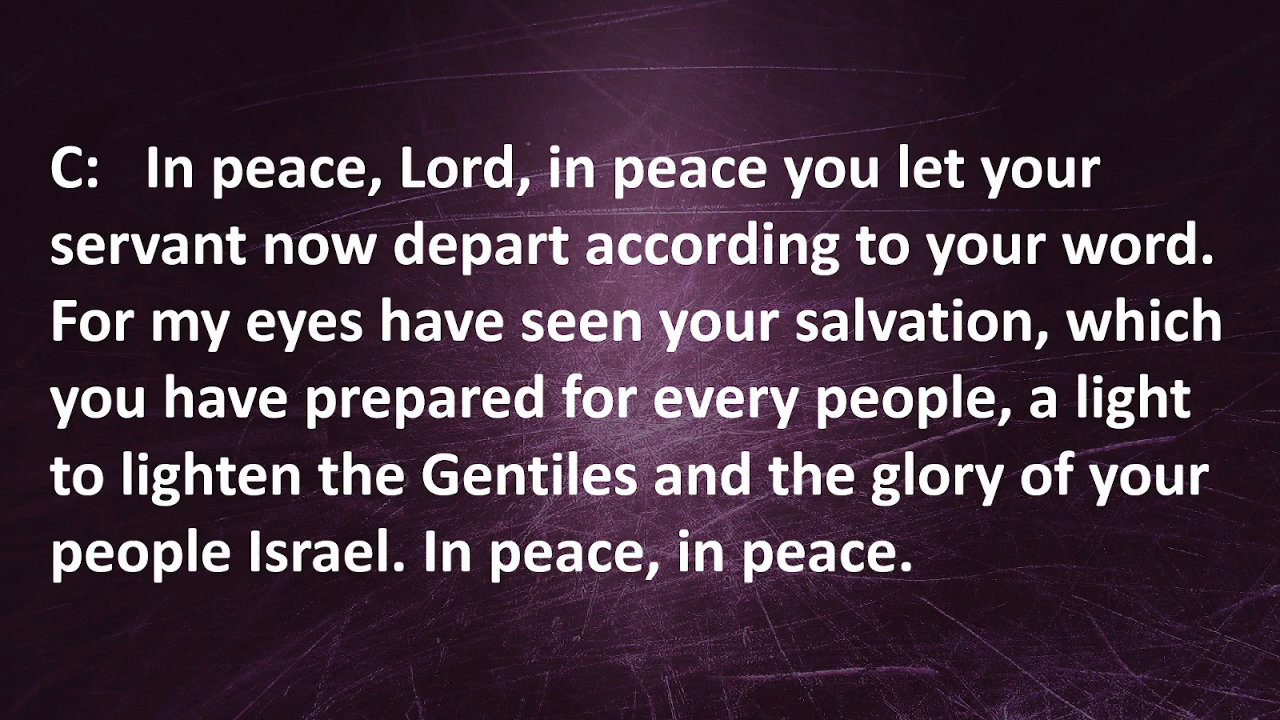 C:   In peace, Lord, in peace you let your
servant now depart according to your word.
For my eyes have seen your salvation, which
you have prepared for every people, a light
to lighten the Gentiles and the glory of your
people Israel. In peace, in peace.